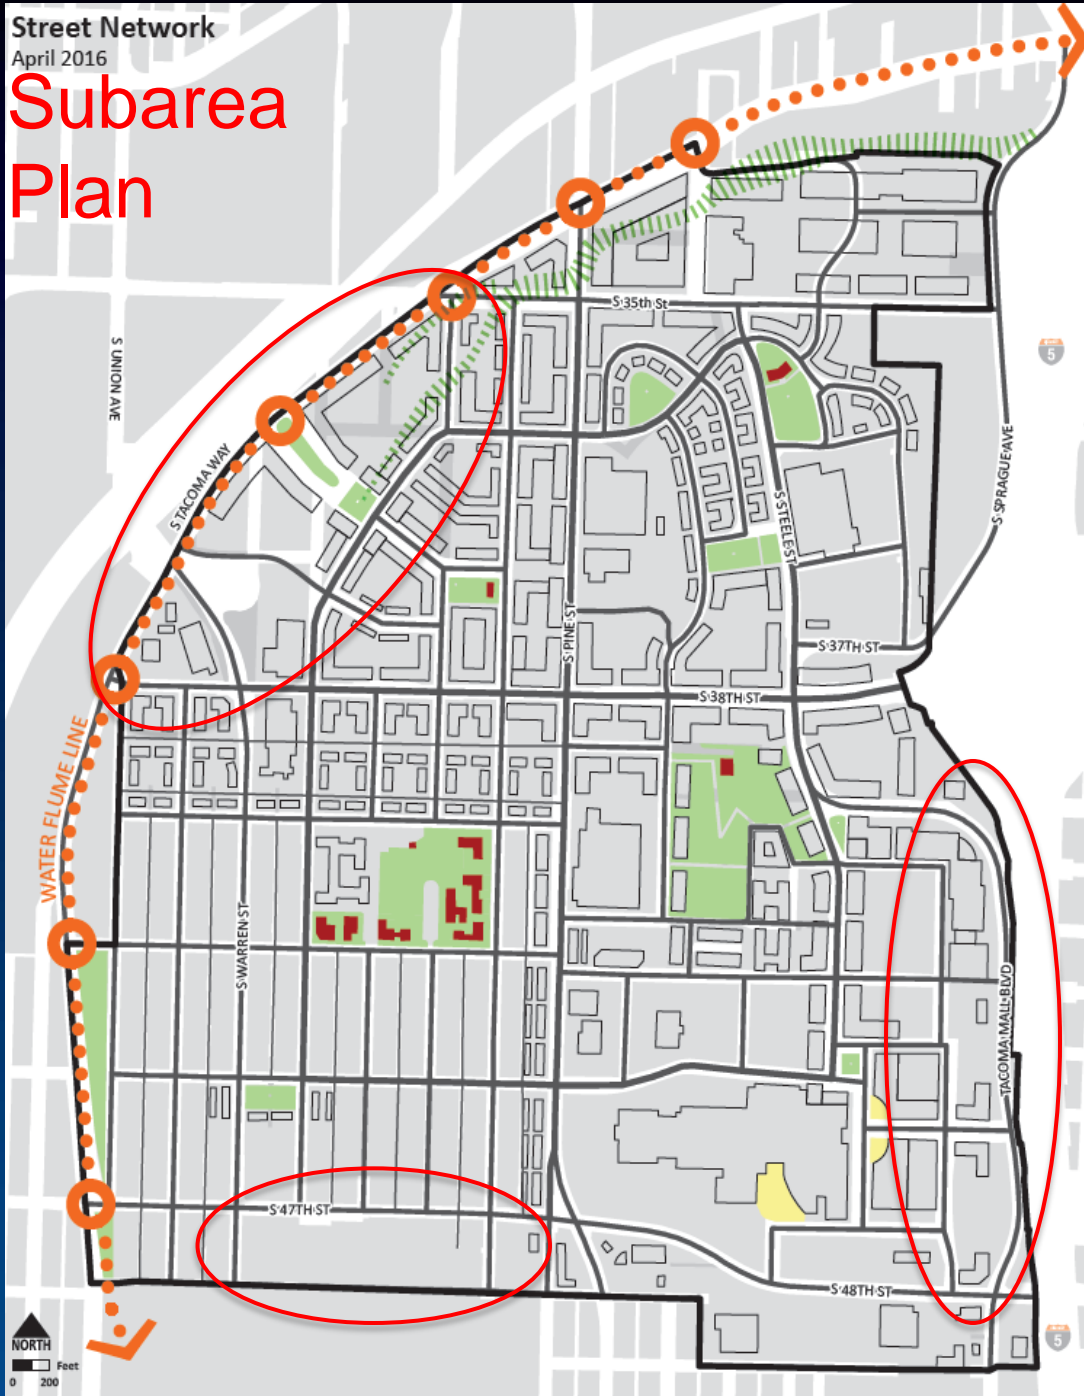 Street Network
April 2016
Subarea
Plan
S 35th St
S UNION AVE
S TACOMA WAY
5
S SPRAGUE AVE
S STEELE ST
S PINE ST
S 37TH ST
S 38TH ST
WATER FLUME LINE
S WARREN ST
TACOMA MALL BLVD
S 47TH ST
S 48TH ST
NORTH
Feet
0 200
5